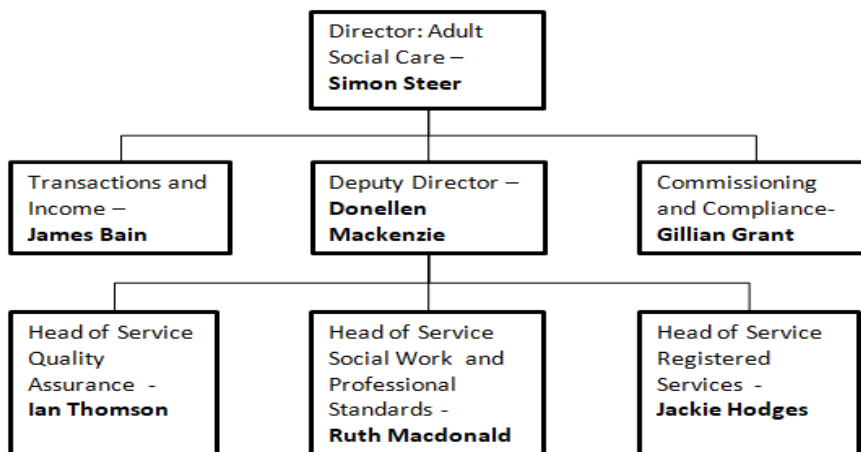 Director: Adult
Social Care –
Simon Steer
Transactions and
Income –
James Bain
Deputy Director –
Donellen
Mackenzie
Commissioning
and Compliance-
Gillian Grant
Head of Service
Quality
Assurance -
Ian Thomson
Head of Service
Social Work and
Professional
Standards -
Ruth Macdonald
Head of Service
Registered
Services -
Jackie Hodges